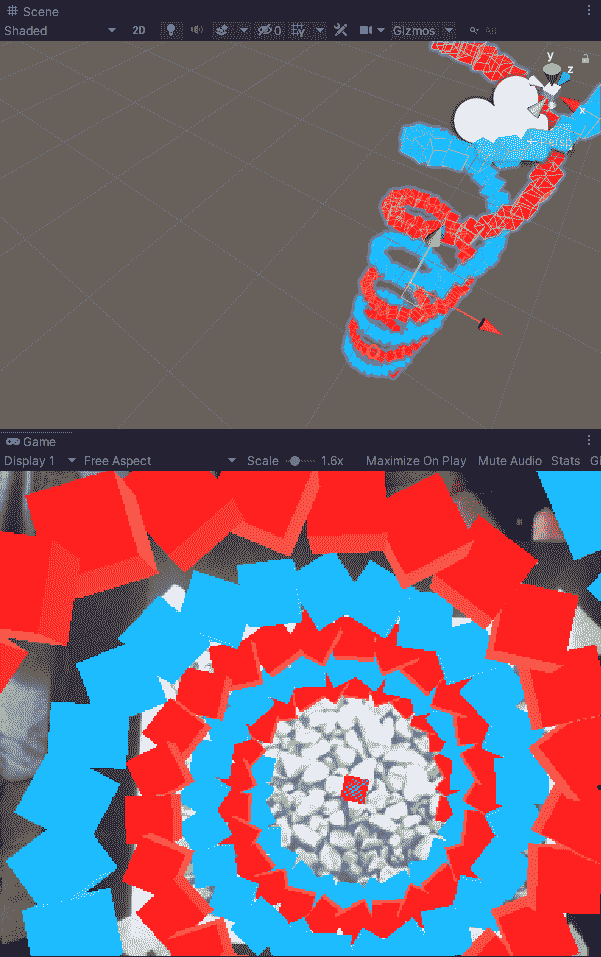 Scene
Shaded 2D 0 Gizmos All
y
z
x
Persp
Game
Display 1 Free Aspect Scale 1.6x Maximize On Play Mute Audio Stats